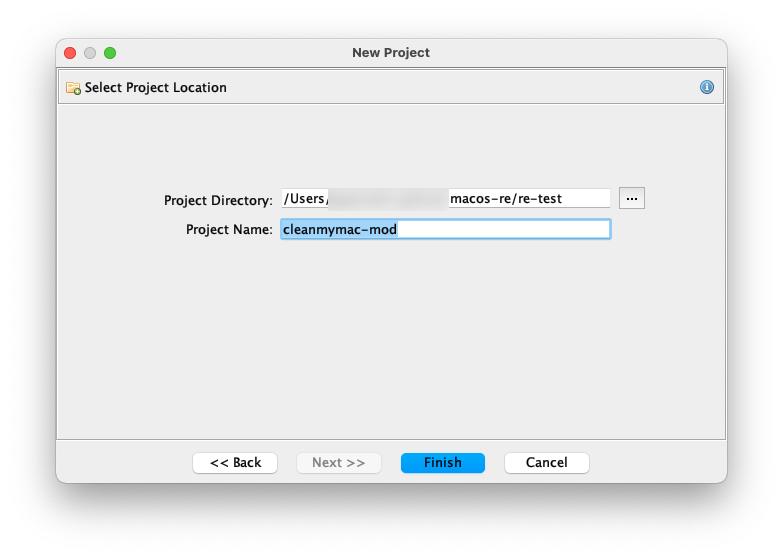 New Project
Select Project Location
Project Directory: /Users/ macos-re/re-test ...
Project Name: cleanmymac-mod
<< Back Next >> Finish Cancel